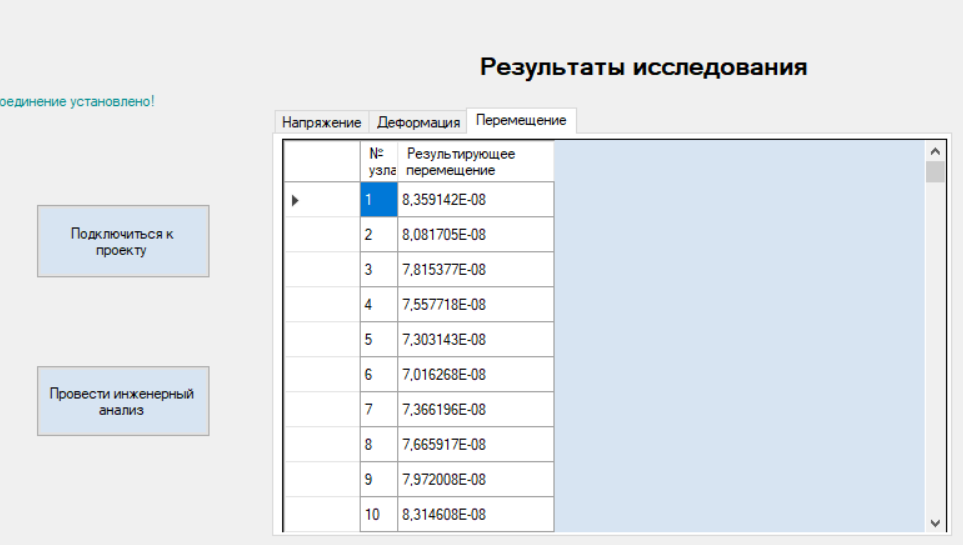 Результаты исследования
оединение установлено!
Напряжение Деформация Перемещение
№ Результирующее
узла перемещение
1 8,359142E-08
2 8,081705E-08
3 7,815377E-08
4 7,557718E-08
5 7,303143E-08
6 7,016268E-08
7 7,366196E-08
8 7,665917E-08
9 7,972008E-08
10 8,314608E-08
Подключиться к
проекту
Провести инженерный
анализ